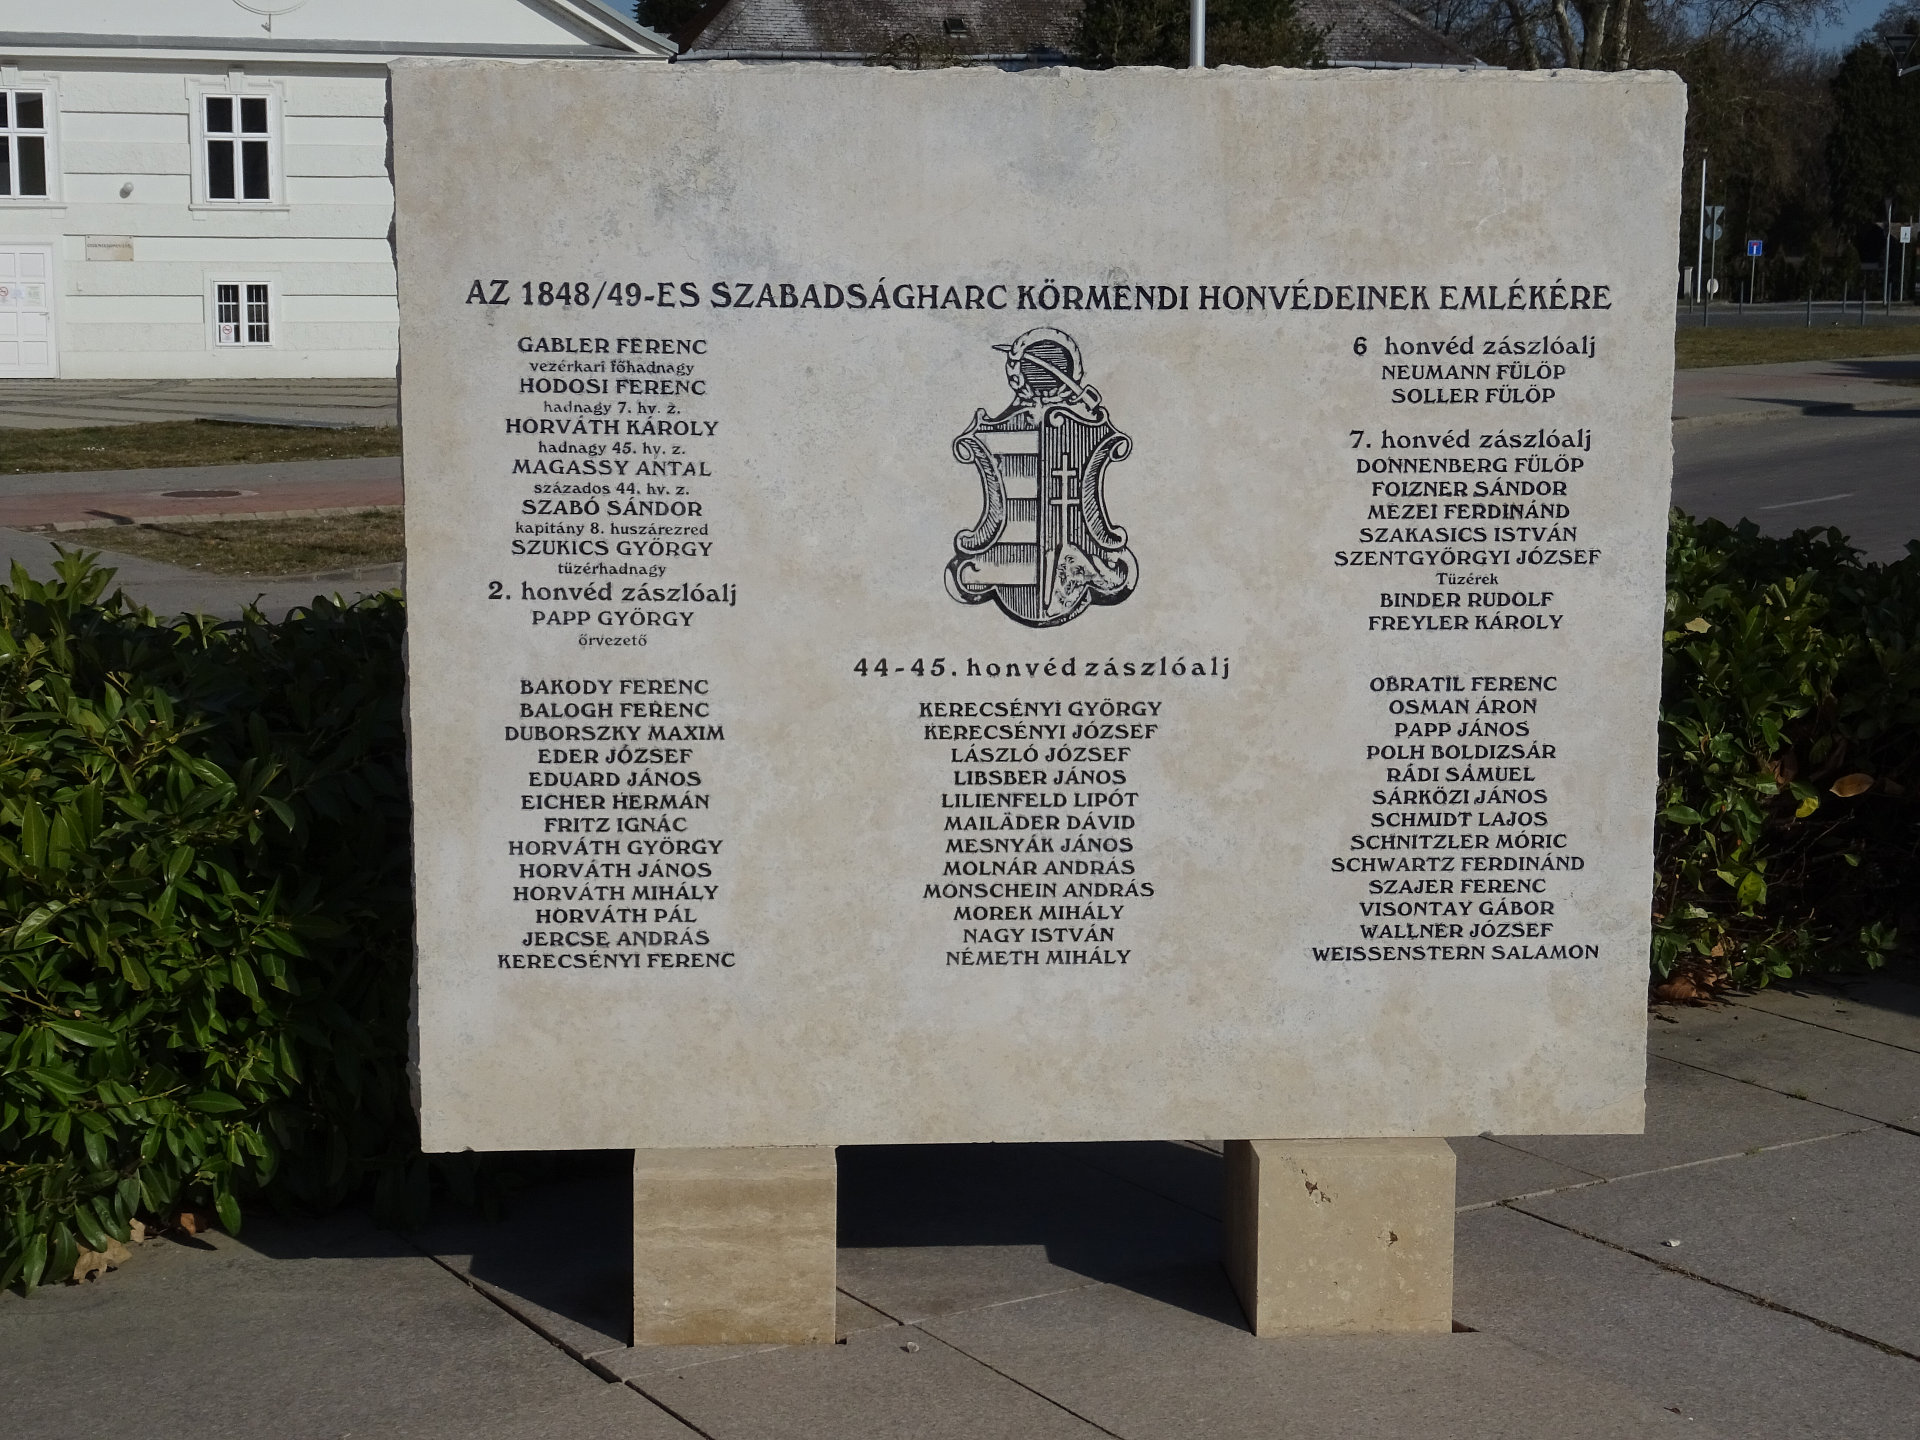 AZ 1848/49-ES SZABADSÁGHARC KÖRMENDI HONVÉDEINEK EMLÉKÉRE
GABLER FERENC
vezérkari főhadnagy
HODOSI FERENC
hadnagy 7. hv. z.
HORVÁTH KÁROLY
hadnagy 45. hv. z.
MAGASSY ANTAL
százados 44. hv. z.
SZABÓ SÁNDOR
kapitány 8. huszárezred
SZUKICS GYÖRGY
tüzérhadnagy
2. honvéd zászlóalj
PAPP GYÖRGY
őrvezető
6 honvéd zászlóalj
NEUMANN FÜLÖP
SOLLER FÜLÖP
7. honvéd zászlóalj
DONNENBERG FÜLÖP
FOIZNER SÁNDOR
MEZEI FERDINÁND
SZAKASICS ISTVÁN
SZENTGYÖRGYI JÓZSEF
Tüzérek
BINDER RUDOLF
FREYLER KÁROLY
44-45. honvéd zászlóalj
BAKODY FERENC
BALOGH FERENC
DUBORSZKY MAXIM
EDER JÓZSEF
EDUARD JÁNOS
EICHER HERMÁN
FRITZ IGNÁC
HORVÁTH GYÖRGY
HORVÁTH JÁNOS
HORVÁTH MIHÁLY
HORVÁTH PÁL
JERCSE ANDRÁS
KERECSÉNYI FERENC
KERECSÉNYI GYÖRGY
KERECSÉNYI JÓZSEF
LÁSZLÓ JÓZSEF
LIBSBER JÁNOS
LILIENFELD LIPÓT
MAILÄDER DÁVID
MESNYÁK JÁNOS
MOLNÁR ANDRÁS
MONSCHEIN ANDRÁS
MOREK MIHÁLY
NAGY ISTVÁN
NÉMETH MIHÁLY
OBRATIL FERENC
OSMAN ÁRON
PAPP JÁNOS
POLH BOLDIZSÁR
RÁDI SÁMUEL
SÁRKÖZI JÁNOS
SCHMIDT LAJOS
SCHNITZLER MÓRIC
SCHWARTZ FERDINÁND
SZAJER FERENC
VISONTAY GÁBOR
WALLNER JÓZSEF
WEISSENSTERN SALAMON